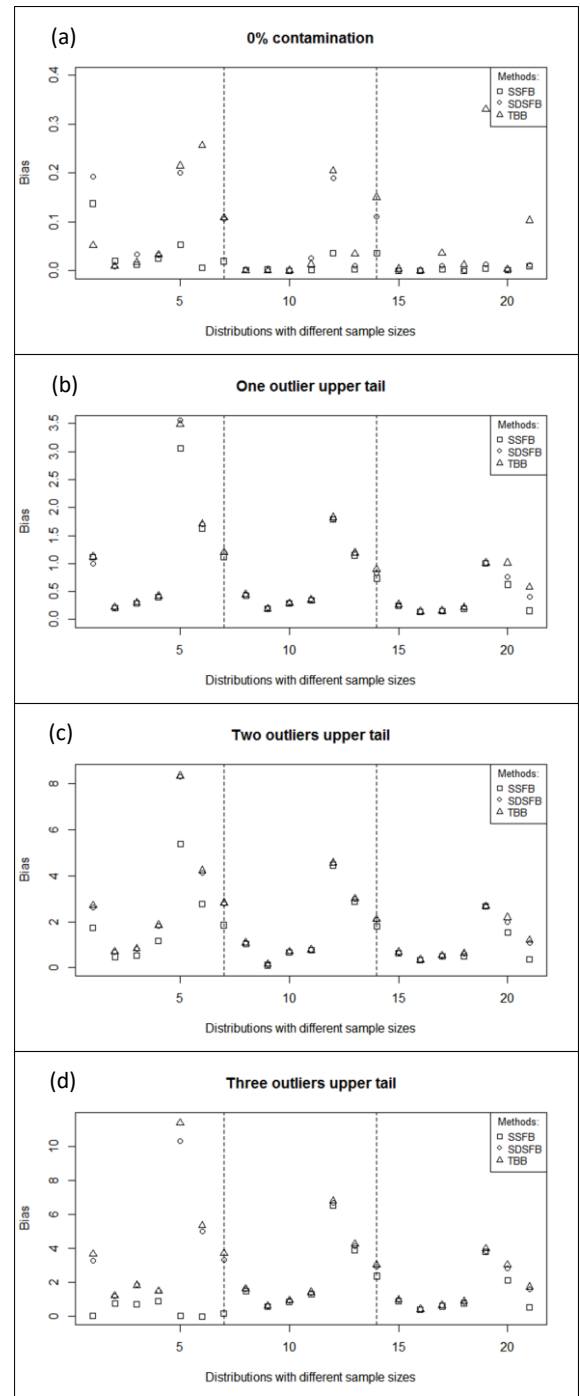 (a)
0% contamination
Methods:
SSFB
SDSFB
TBB
0.4
0.3
0.2
0.1
0.0
Bias
5
10
15
20
Distributions with different sample sizes
(b)
One outlier upper tail
Methods:
SSFB
SDSFB
TBB
3.5
3.0
2.5
2.0
1.5
1.0
0.5
0.0
Bias
5
10
15
20
Distributions with different sample sizes
(c)
Two outliers upper tail
Methods:
SSFB
SDSFB
TBB
8
6
4
2
0
Bias
5
10
15
20
Distributions with different sample sizes
(d)
Three outliers upper tail
Methods:
SSFB
SDSFB
TBB
10
8
6
4
2
0
Bias
5
10
15
20
Distributions with different sample sizes